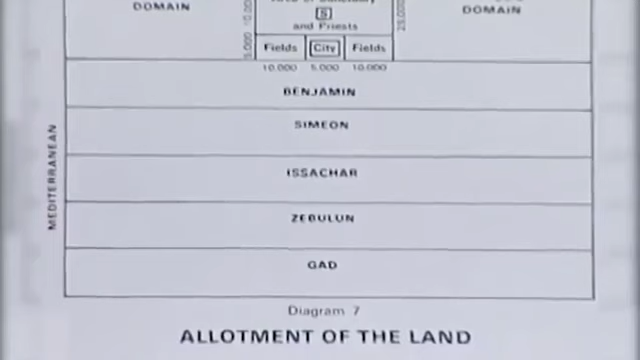 DOMAIN
DOMAIN
S
and Priests
Fields
City
Fields
5,000
10,000
25,000
10,000
5,000
10,000
BENJAMIN
SIMEON
ISSACHAR
ZEBULUN
GAD
MEDITERRANEAN
Diagram 7
ALLOTMENT OF THE LAND